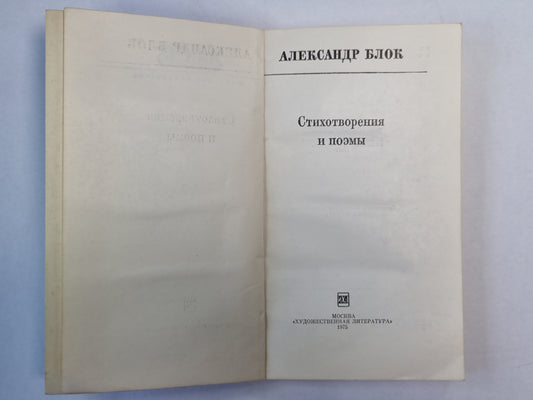 АЛЕКСАНДР БЛОК
Стихотворения
и поэмы
МОСКВА
«ХУДОЖЕСТВЕННАЯ ЛИТЕРАТУРА»
1975